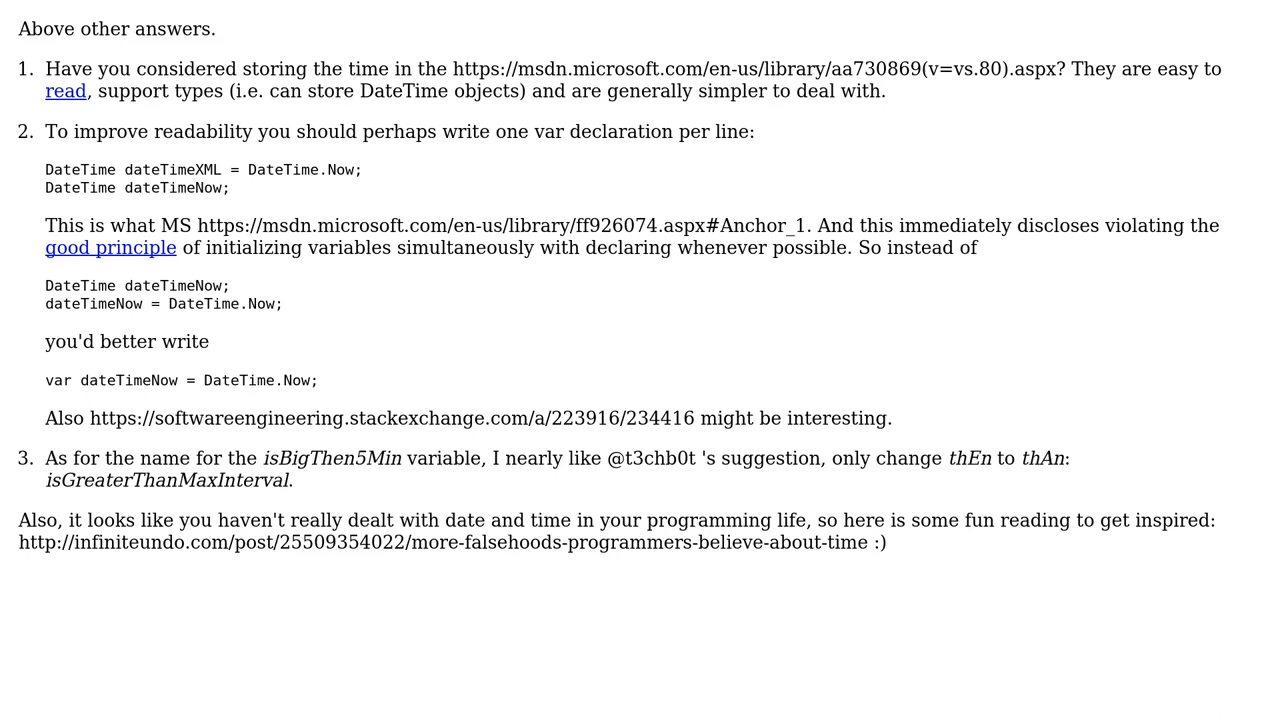 Above other answers.
1. Have you considered storing the time in the https://msdn.microsoft.com/en-us/library/aa730869(v=vs.80).aspx? They are easy to
read, support types (i.e. can store DateTime objects) and are generally simpler to deal with.
2. To improve readability you should perhaps write one var declaration per line:
DateTime dateTimeXML = DateTime.Now;
DateTime dateTimeNow;
This is what MS https://msdn.microsoft.com/en-us/library/ff926074.aspx#Anchor_1. And this immediately discloses violating the
good principle of initializing variables simultaneously with declaring whenever possible. So instead of
DateTime dateTimeNow;
dateTimeNow = DateTime.Now;
you'd better write
var dateTimeNow = DateTime.Now;
Also https://softwareengineering.stackexchange.com/a/223916/234416 might be interesting.
3. As for the name for the isBigThen5Min variable, I nearly like @t3chb0t 's suggestion, only change thEn to thAn:
isGreaterThanMaxInterval.
Also, it looks like you haven't really dealt with date and time in your programming life, so here is some fun reading to get inspired:
http://infiniteundo.com/post/25509354022/more-falsehoods-programmers-believe-about-time :)